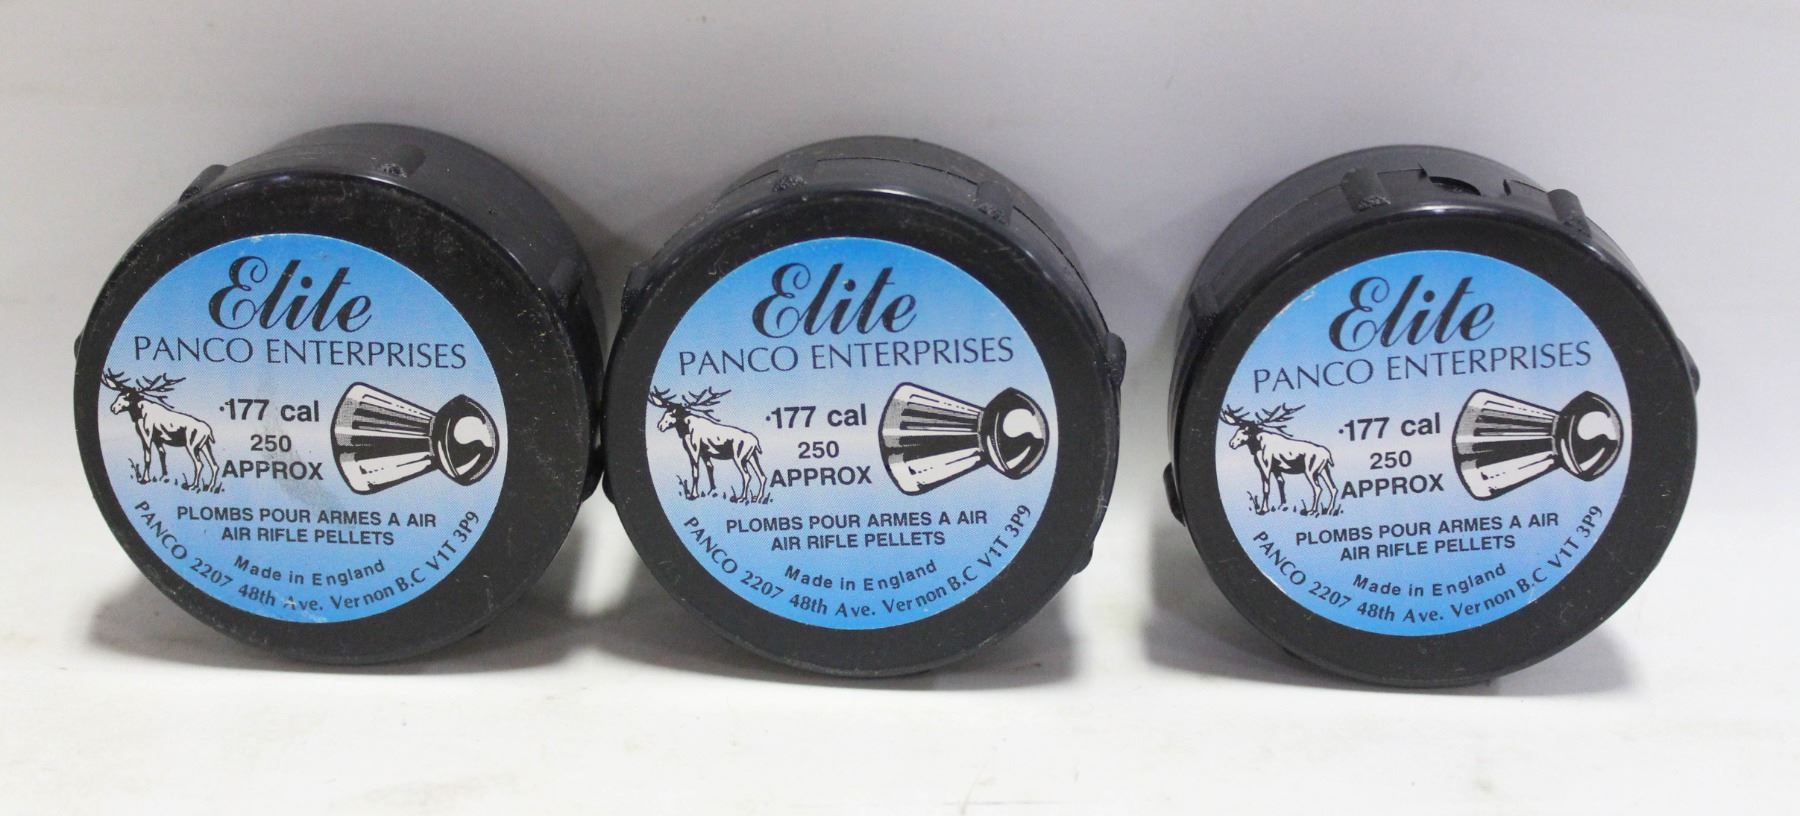 Elite
PANCO ENTERPRISES
.177 cal
250
APPROX
PLOMBS POUR ARMES A AIR
AIR RIFLE PELLETS
Made in England
PANCO 2207 48th Ave. Vernon B.C V1T 3P9
Elite
PANCO ENTERPRISES
.177 cal
250
APPROX
PLOMBS POUR ARMES A AIR
AIR RIFLE PELLETS
Made in England
PANCO 2207 48th Ave. Vernon B.C V1T 3P9
Elite
PANCO ENTERPRISES
.177 cal
250
APPROX
PLOMBS POUR ARMES A AIR
AIR RIFLE PELLETS
Made in England
PANCO 2207 48th Ave. Vernon B.C V1T 3P9